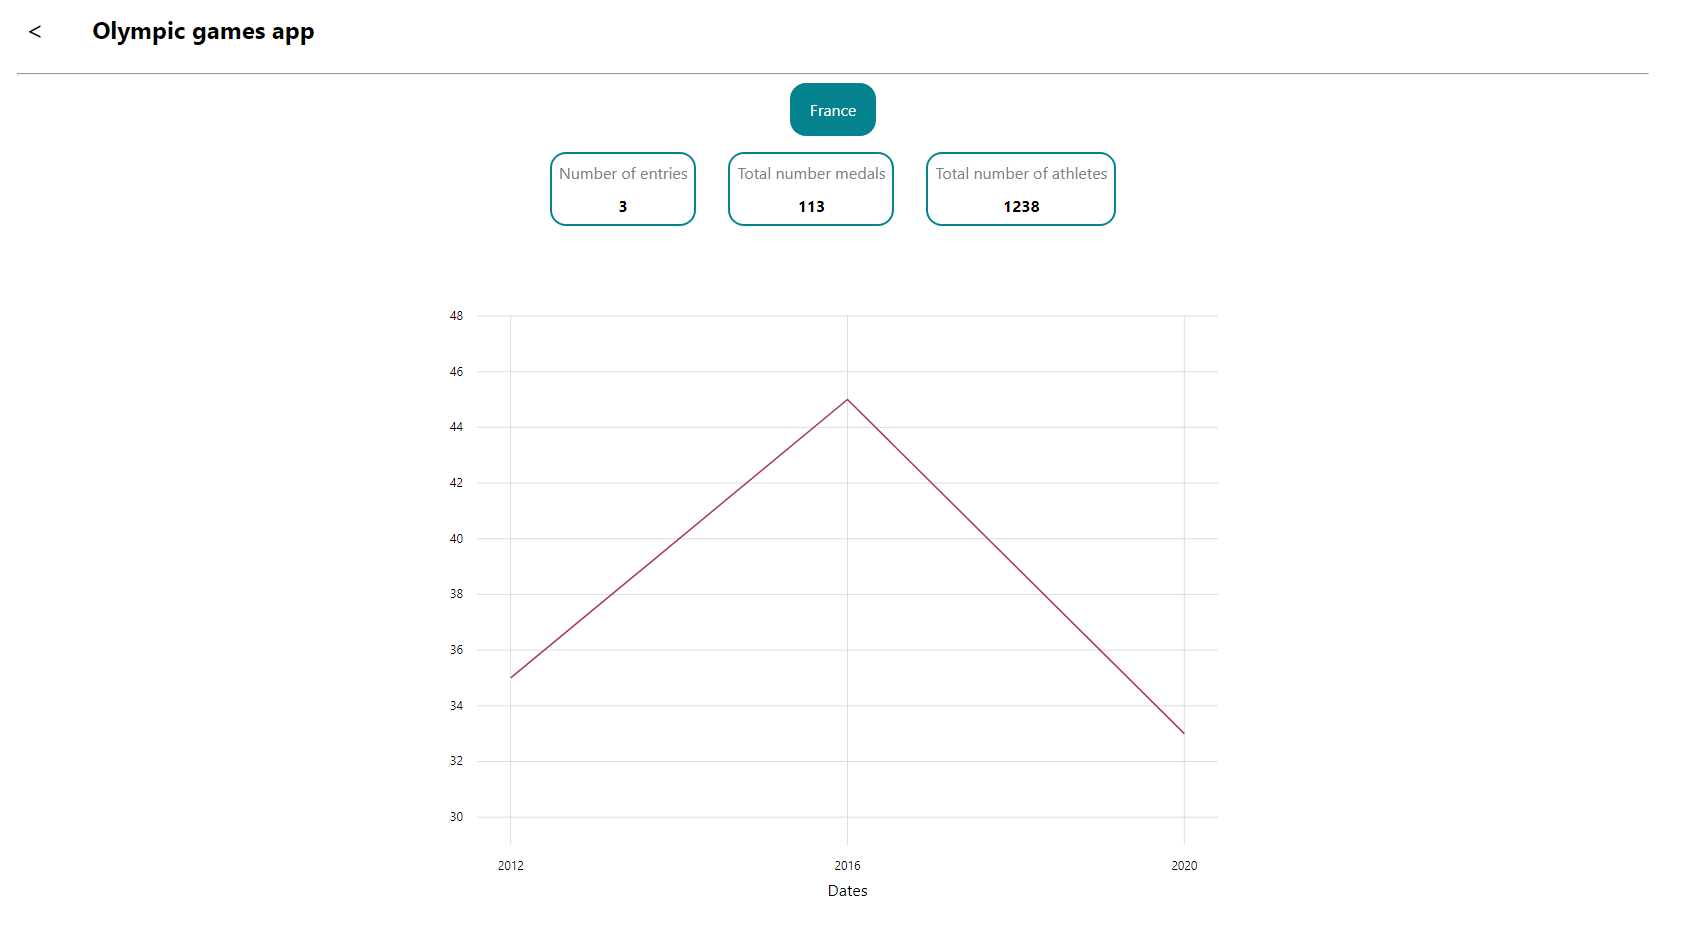 < Olympic games app
France
Number of entries Total number medals Total number of athletes
3 113 1238
48
46
44
42
40
38
36
34
32
30
2012 2016 2020
Dates